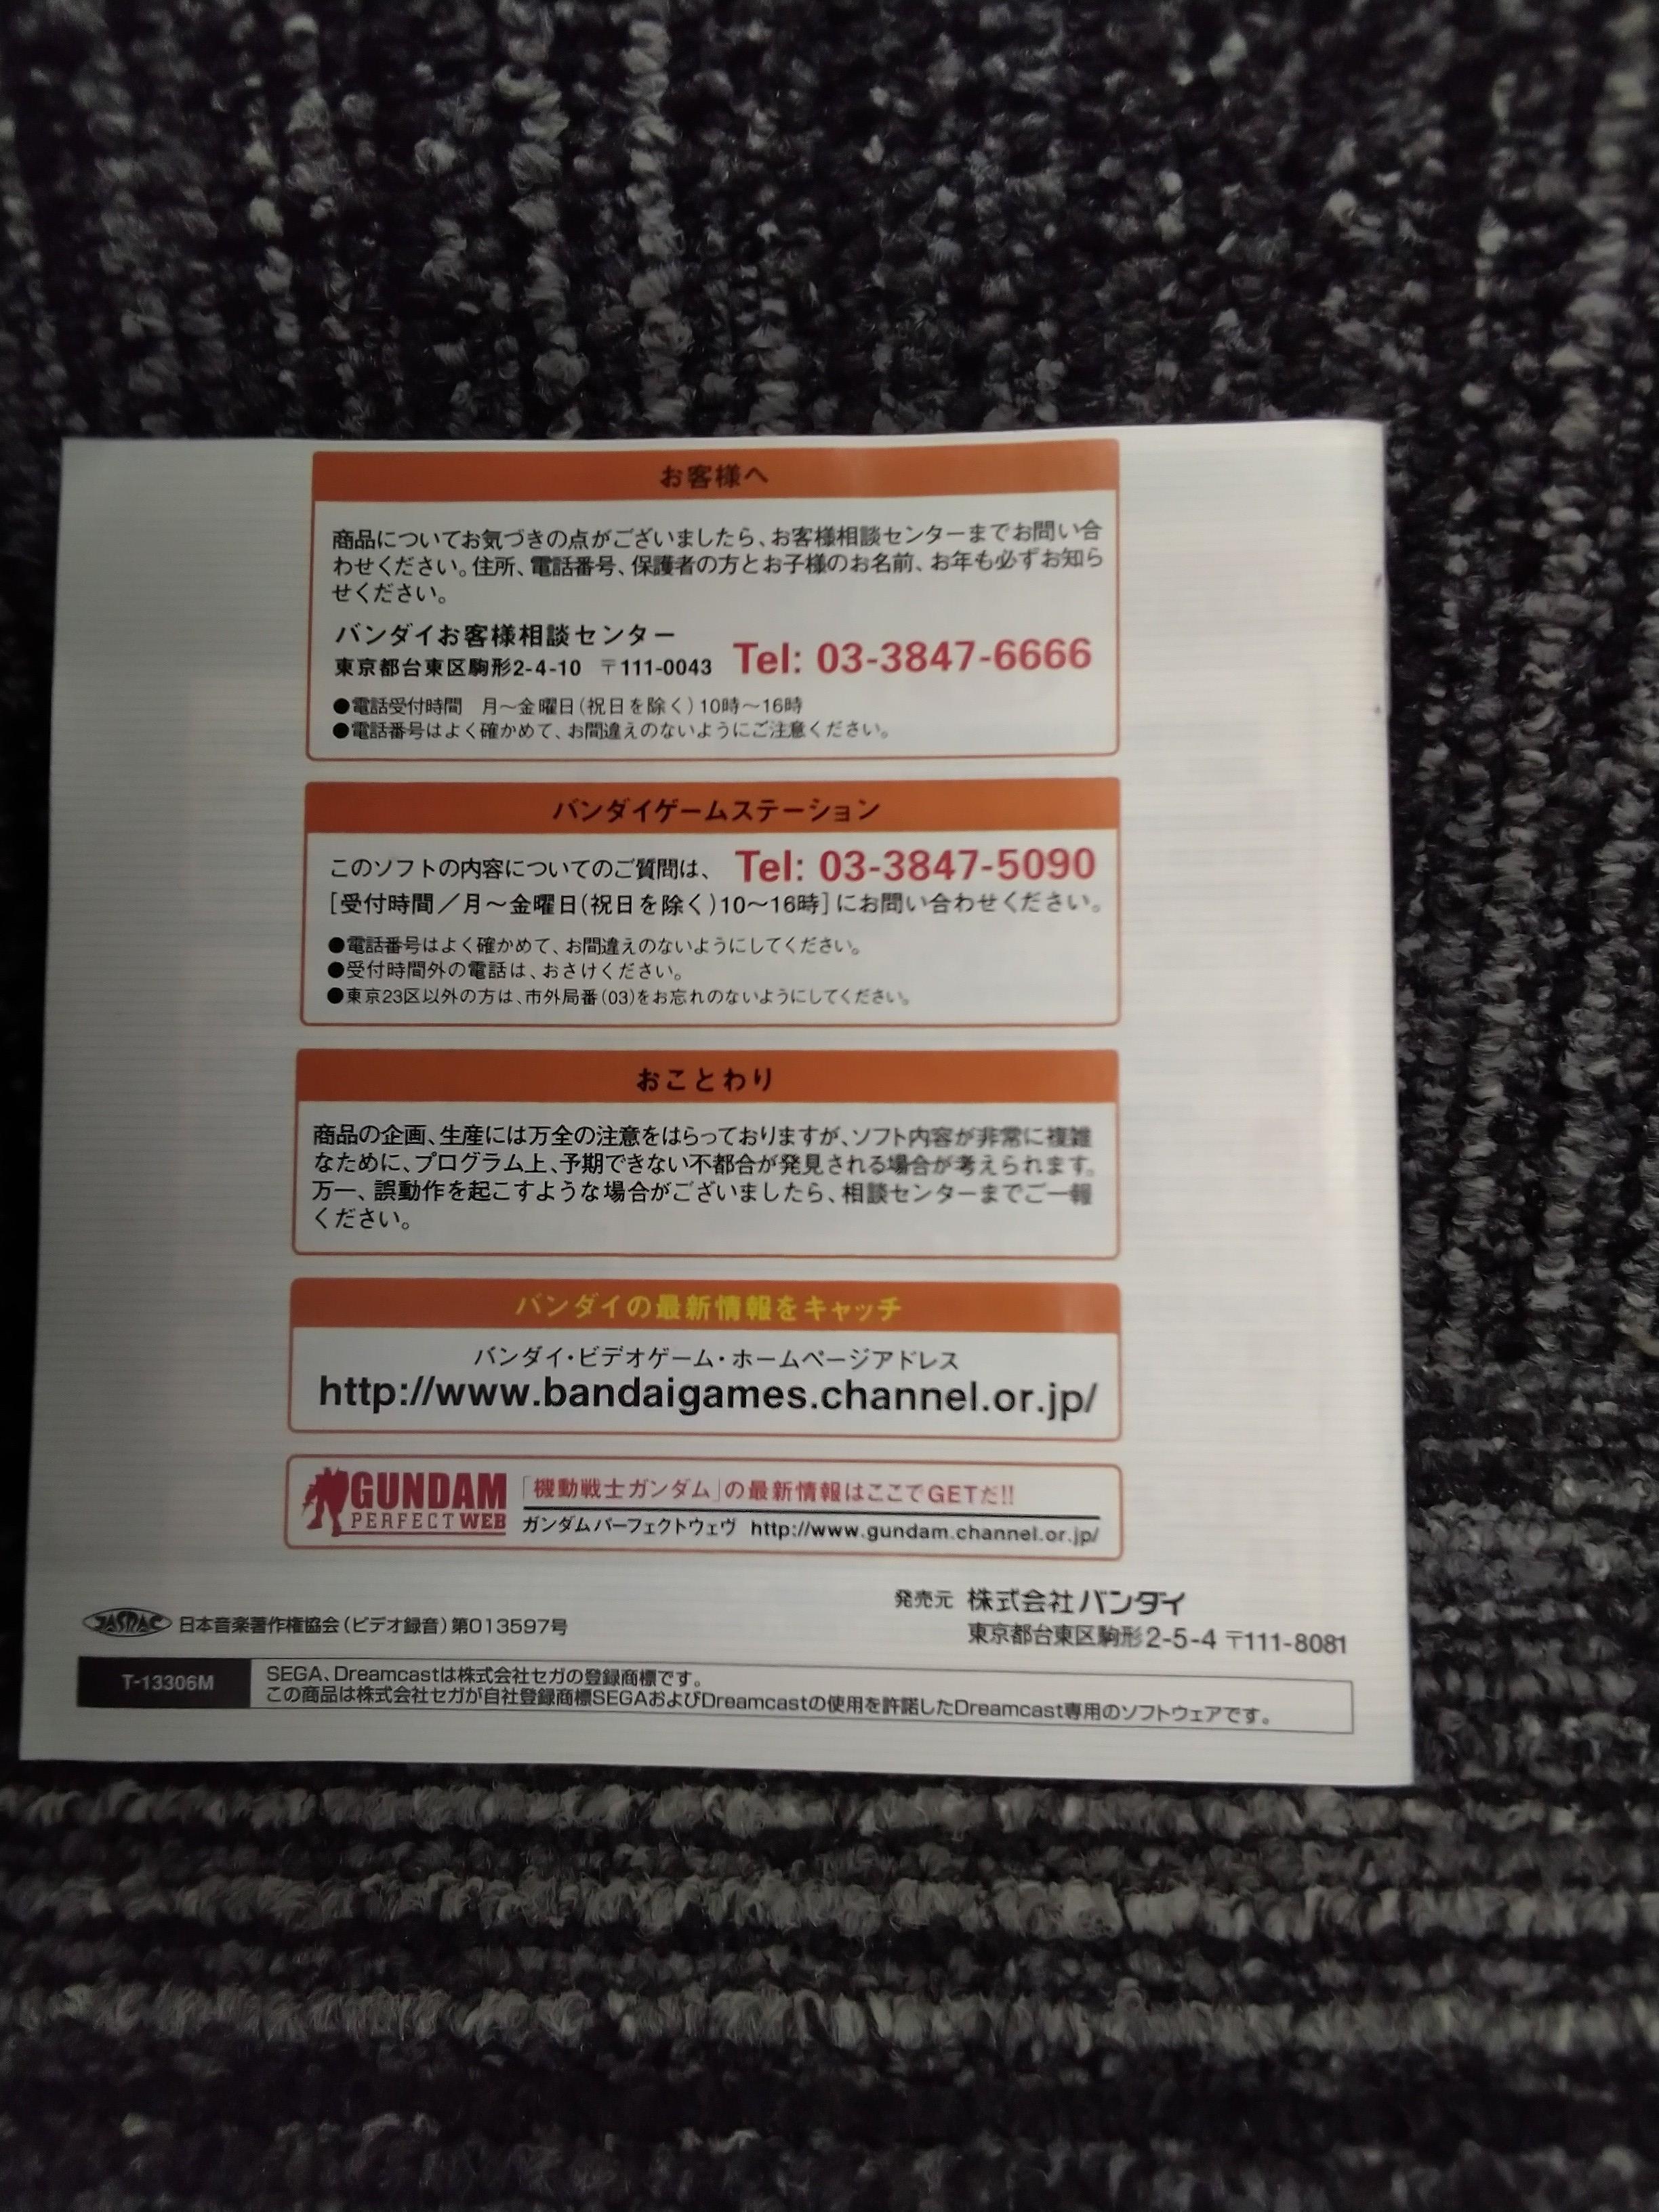 お客様へ
商品についてお気づきの点がございましたら、お客様相談センターまでお問い合
わせください。住所、電話番号、保護者の方とお子様のお名前、お年も必ずお知ら
せください。
バンダイお客様相談センター
東京都台東区駒形2-4-10 〒111-0043 Tel: 03-3847-6666
●電話受付時間 月〜金曜日(祝日を除く)10時〜16時
●電話番号はよく確かめて、お間違えのないようにご注意ください。
バンダイゲームステーション
このソフトの内容についてのご質問は、 Tel: 03-3847-5090
[受付時間/月〜金曜日(祝日を除く)10〜16時]にお問い合わせください。
●電話番号はよく確かめて、お間違えのないようにしてください。
●受付時間外の電話は、おさけください。
●東京23区以外の方は、市外局番(03)をお忘れのないようにしてください。
おことわり
商品の企画、生産には万全の注意をはらっておりますが、ソフト内容が非常に複雑
なために、プログラム上、予期できない不都合が発見される場合が考えられます。
万一、誤動作を起こすような場合がございましたら、相談センターまでご一報
ください。
バンダイの最新情報をキャッチ
バンダイ・ビデオゲーム・ホームページアドレス
http://www.bandaigames.channel.or.jp/
GUNDAM
PERFECT WEB
「機動戦士ガンダム」の最新情報はここでGETだ!!
ガンダムパーフェクトウェヴ http://www.gundam.channel.or.jp/
発売元 株式会社バンダイ
東京都台東区駒形2-5-4 〒111-8081
JASRAC 日本音楽著作権協会(ビデオ録音)第013597号
T-13306M
SEGA、Dreamcastは株式会社セガの登録商標です。
この商品は株式会社セガが自社登録商標SEGAおよびDreamcastの使用を許諾したDreamcast専用のソフトウェアです。